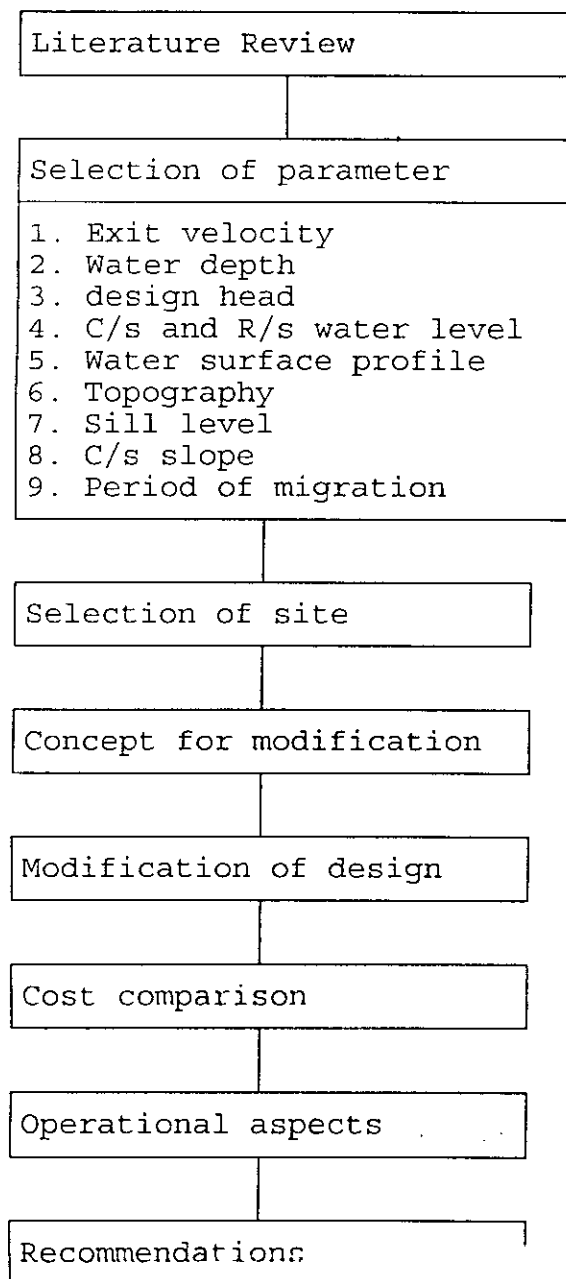 Literature Review
Selection of parameter
1. Exit velocity
2. Water depth
3. design head
4. C/s and R/s water level
5. Water surface profile
6. Topography
7. Sill level
8. C/s slope
9. Period of migration
Selection of site
Concept for modification
Modification of design
Cost comparison
Operational aspects
Recommendations